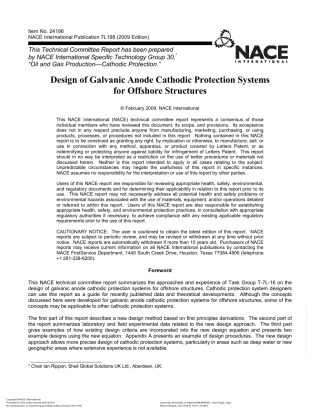 Item No. 24196
NACE International Publication 7L198 (2009 Edition)
This Technical Committee Report has been prepared
by NACE International Specific Technology Group 30,*
"Oil and Gas Production—Cathodic Protection."
NACE
INTERNATIONAL
Design of Galvanic Anode Cathodic Protection Systems
for Offshore Structures
© February 2009, NACE International
This NACE International (NACE) technical committee report represents a consensus of those
individual members who have reviewed this document, its scope, and provisions. Its acceptance
does not in any respect preclude anyone from manufacturing, marketing, purchasing, or using
products, processes, or procedures not included in this report. Nothing contained in this NACE
report is to be construed as granting any right, by implication or otherwise, to manufacture, sell, or
use in connection with any method, apparatus, or product covered by Letters Patent, or as
indemnifying or protecting anyone against liability for infringement of Letters Patent. This report
should in no way be interpreted as a restriction on the use of better procedures or materials not
discussed herein. Neither is this report intended to apply in all cases relating to the subject.
Unpredictable circumstances may negate the usefulness of this report in specific instances.
NACE assumes no responsibility for the interpretation or use of this report by other parties.
Users of this NACE report are responsible for reviewing appropriate health, safety, environmental,
and regulatory documents and for determining their applicability in relation to this report prior to its
use. This NACE report may not necessarily address all potential health and safety problems or
environmental hazards associated with the use of materials, equipment, and/or operations detailed
or referred to within this report. Users of this NACE report are also responsible for establishing
appropriate health, safety, and environmental protection practices, in consultation with appropriate
regulatory authorities if necessary, to achieve compliance with any existing applicable regulatory
requirements prior to the use of this report.
CAUTIONARY NOTICE: The user is cautioned to obtain the latest edition of this report. NACE
reports are subject to periodic review, and may be revised or withdrawn at any time without prior
notice. NACE reports are automatically withdrawn if more than 10 years old. Purchasers of NACE
reports may receive current information on all NACE International publications by contacting the
NACE FirstService Department, 1440 South Creek Drive, Houston, Texas 77084-4906 (telephone
+1 281-228-6200).
Foreword
This NACE technical committee report summarizes the approaches and experience of Task Group T-7L-16 on the
design of galvanic anode cathodic protection systems for offshore structures. Cathodic protection system designers
can use this report as a guide for recently published data and theoretical developments. Although the concepts
discussed here were developed for galvanic anode cathodic protection systems for offshore structures, some of the
concepts may be applicable to other cathodic protection systems.
The first part of this report describes a new design method based on first principles derivations. The second part of
the report summarizes laboratory and field experimental data related to the new design approach. The third part
gives examples of how existing design criteria are incorporated into the new design equation and presents two
example designs using the new equation. Appendix A presents an example of design procedures. The new design
approach allows more precise design of cathodic protection systems, particularly in areas such as deep water or new
geographic areas where extensive experience is not available.
* Chair Ian Rippon, Shell UK Ltd., Aberdeen, UK.